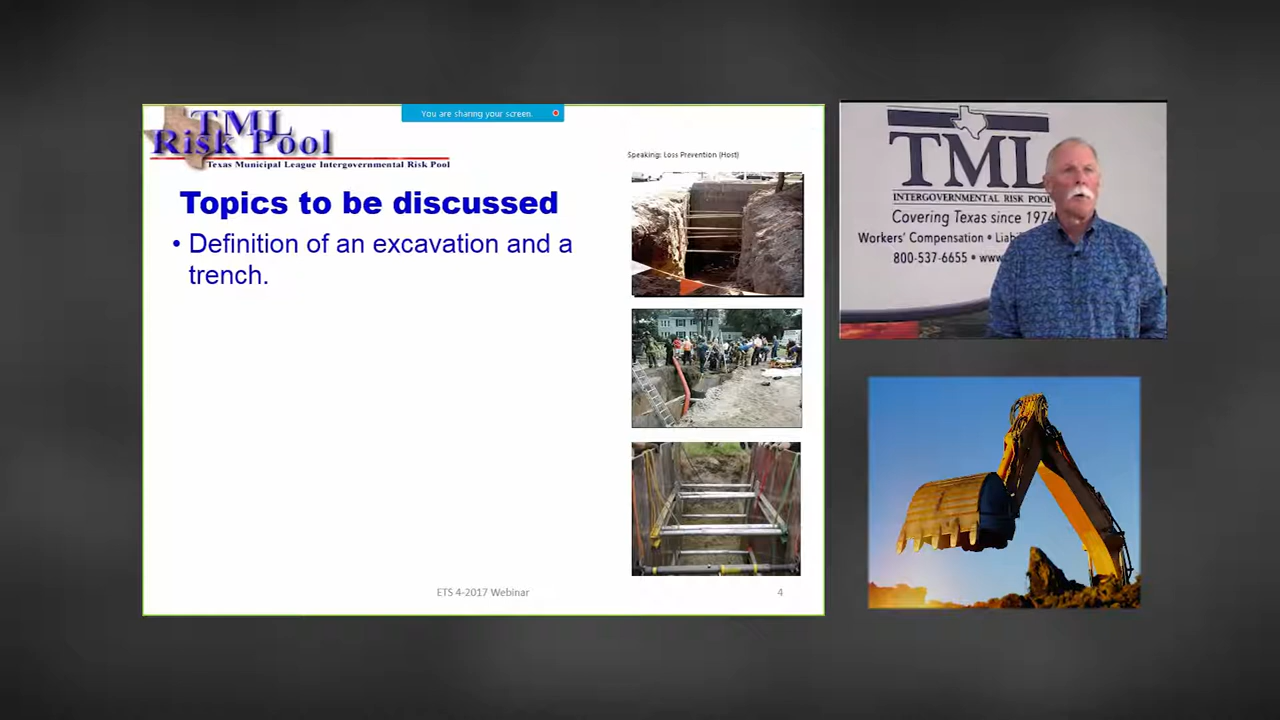 You are sharing your screen.
TML
Risk Pool
Texas Municipal League Intergovernmental Risk Pool
Speaking: Loss Prevention (Host)
Topics to be discussed
• Definition of an excavation and a
trench.
ETS 4-2017 Webinar
4
TML
INTERGOVERNMENTAL RISK POOL
Covering Texas since 1974
Workers' Compensation • Liabi
800-537-6655 • www.